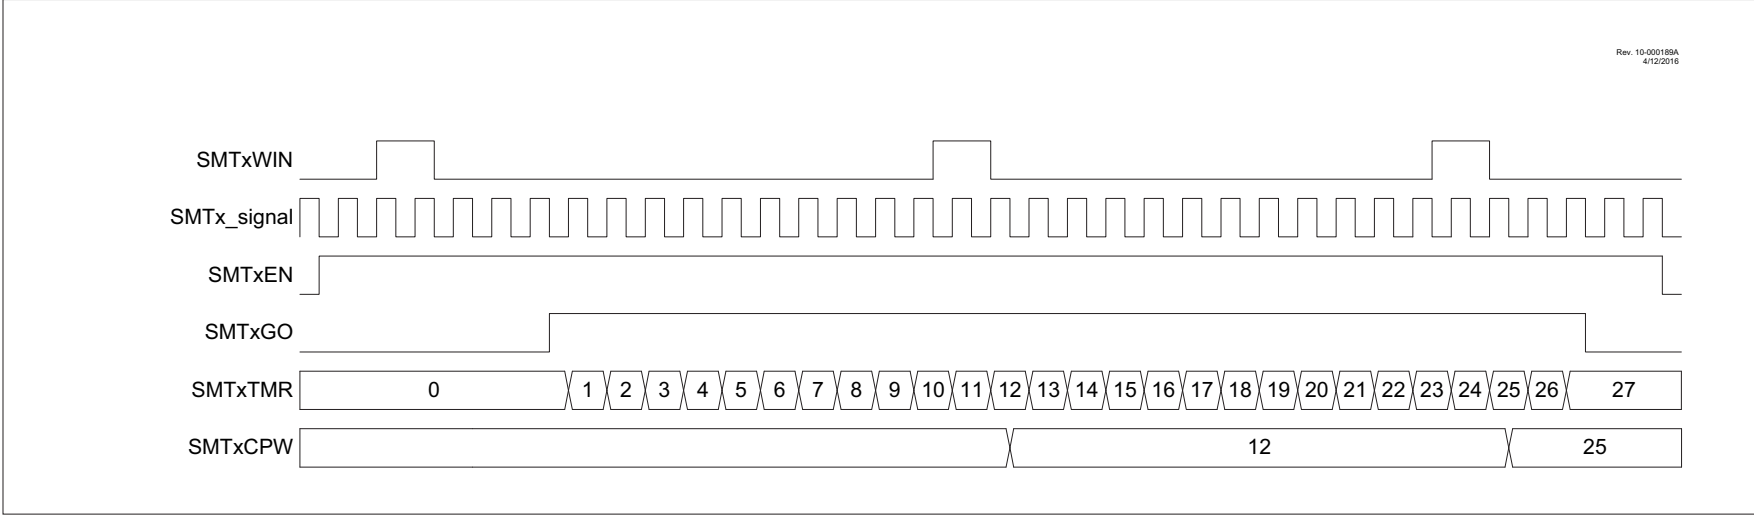 Rev. 10-000189A
4/12/2016
SMTxWIN
SMTx_signal
SMTxEN
SMTxGO
SMTxTMR 0 1 2 3 4 5 6 7 8 9 10 11 12 13 14 15 16 17 18 19 20 21 22 23 24 25 26 27
SMTxCPW 12 25